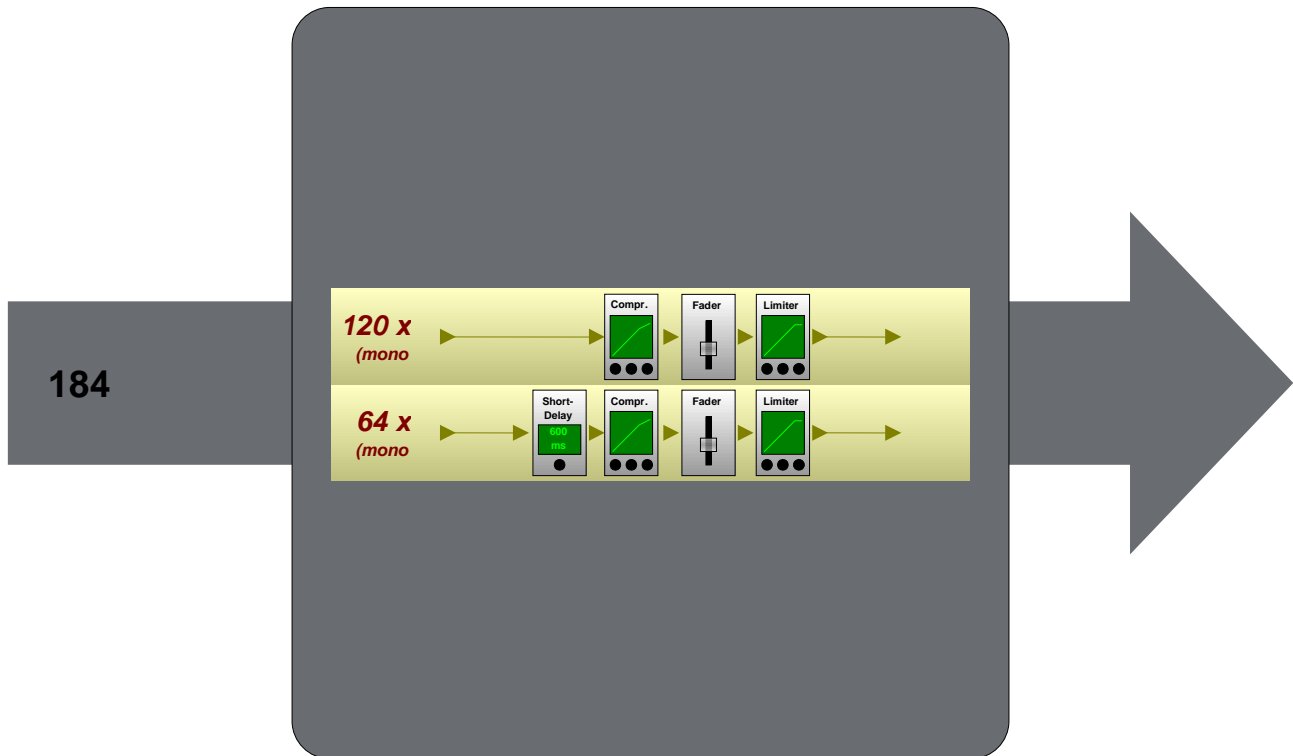 184
120 x
(mono
Compr.
Fader
Limiter
64 x
(mono
Short-
Delay
600
ms
Compr.
Fader
Limiter